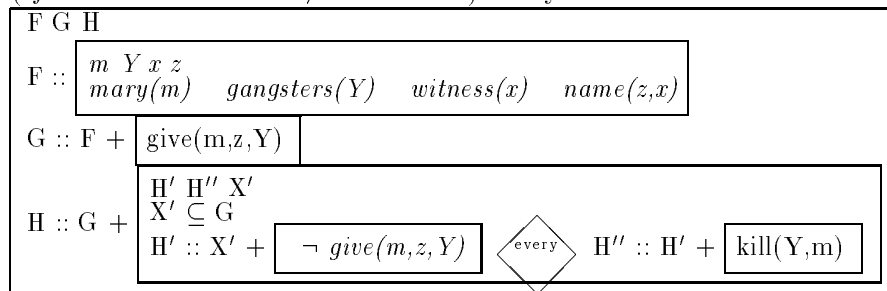 F G H
F :: m Y x z
mary(m) gangsters(Y) witness(x) name(z,x)
G :: F + give(m,z,Y)
H′ H″ X′
X′ ⊆ G
H :: G + H′ :: X′ + ¬ give(m,z,Y) every H″ :: H′ + kill(Y,m)